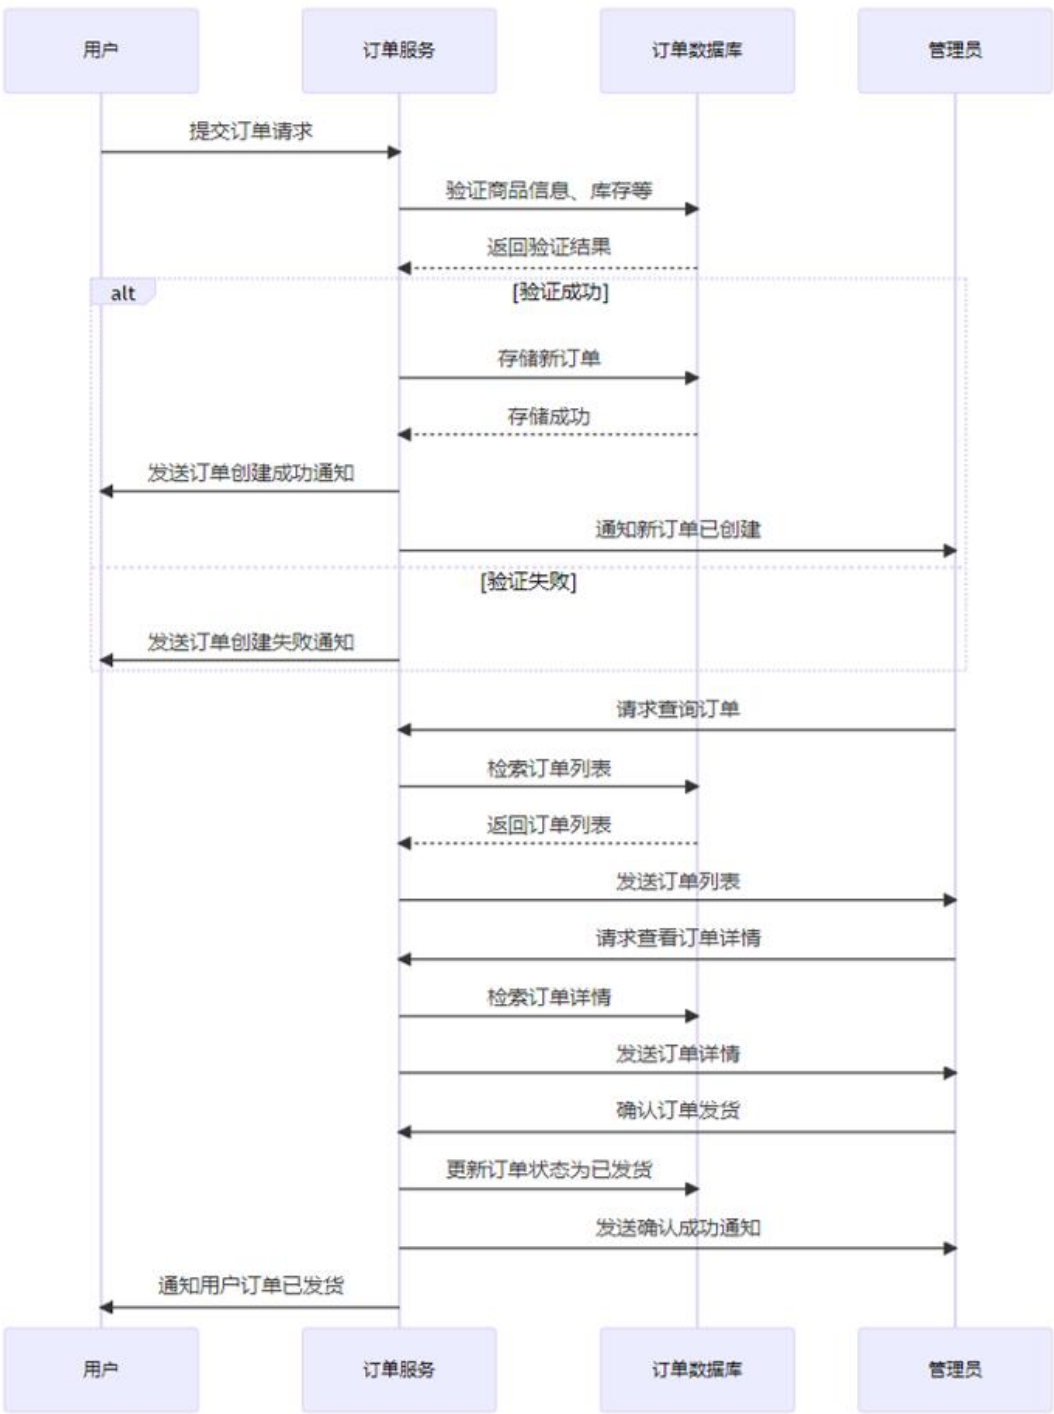 用户
订单服务
订单数据库
管理员
提交订单请求
验证商品信息、库存等
返回验证结果
alt
[验证成功]
存储新订单
存储成功
发送订单创建成功通知
通知新订单已创建
[验证失败]
发送订单创建失败通知
请求查询订单
检索订单列表
返回订单列表
发送订单列表
请求查看订单详情
检索订单详情
发送订单详情
确认订单发货
更新订单状态为已发货
发送确认成功通知
通知用户订单已发货
用户
订单服务
订单数据库
管理员